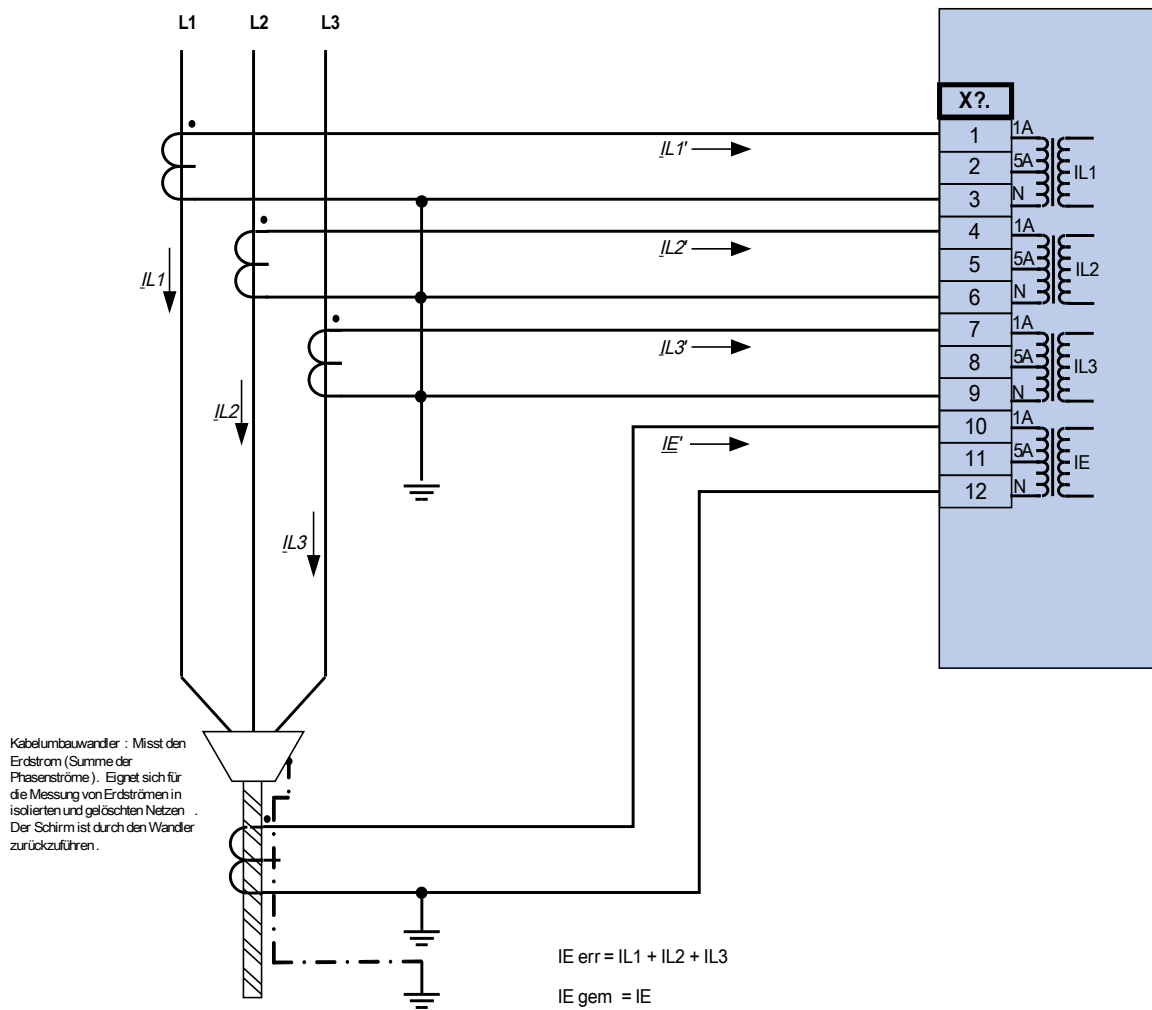 L1 L2 L3
X?.
1 1A
2 5A IL1
3 N
IL1'
4 1A
5 5A IL2
6 N
IL2'
IL1
7 1A
8 5A IL3
9 N
IL3'
IL2
10 1A
11 5A IE
12 N
IE'
IL3
Kabelumbauwandler : Misst den
Erdstrom (Summe der
Phasenströme ). Eignet sich für
die Messung von Erdströmen in
isolierten und gelöschten Netzen .
Der Schirm ist durch den Wandler
zurückzuführen .
IE err = IL1 + IL2 + IL3
IE gem = IE